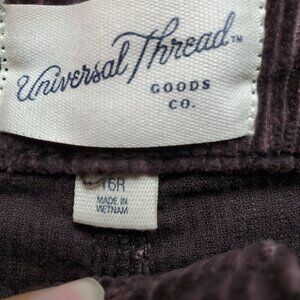 Universal Thread™
GOODS
CO.
16R
MADE IN
VIETNAM